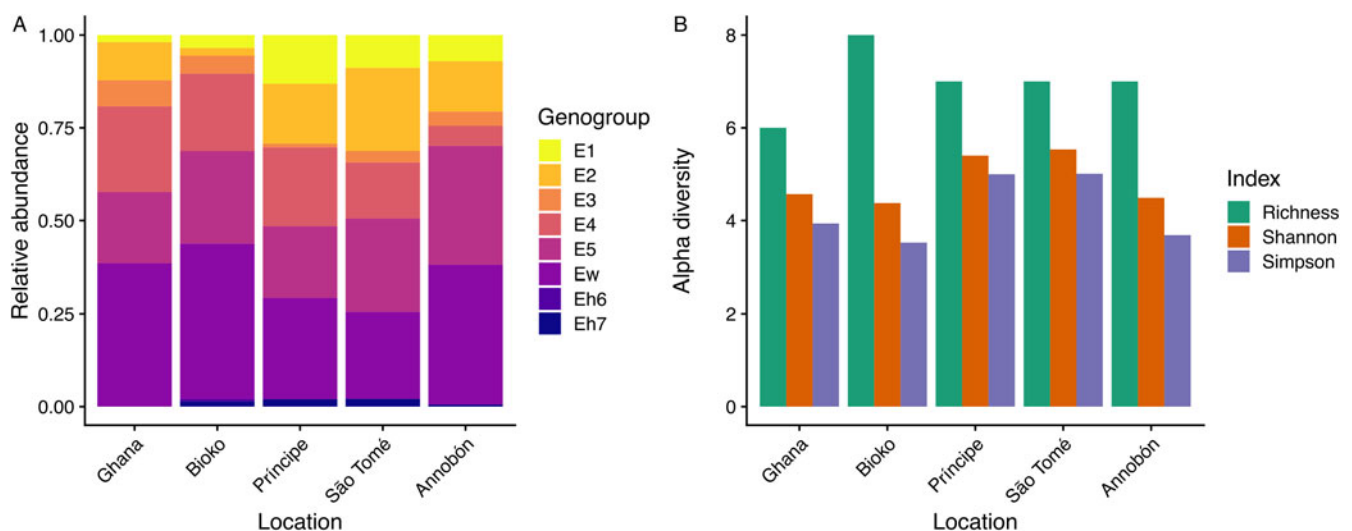 A
Relative abundance
1.00
0.75
0.50
0.25
0.00
Ghana
Bioko
Príncipe
São Tomé
Annobón
Location
Genogroup
E1
E2
E3
E4
E5
Ew
Eh6
Eh7
B
Alpha diversity
8
6
4
2
0
Ghana
Bioko
Príncipe
São Tomé
Annobón
Location
Index
Richness
Shannon
Simpson